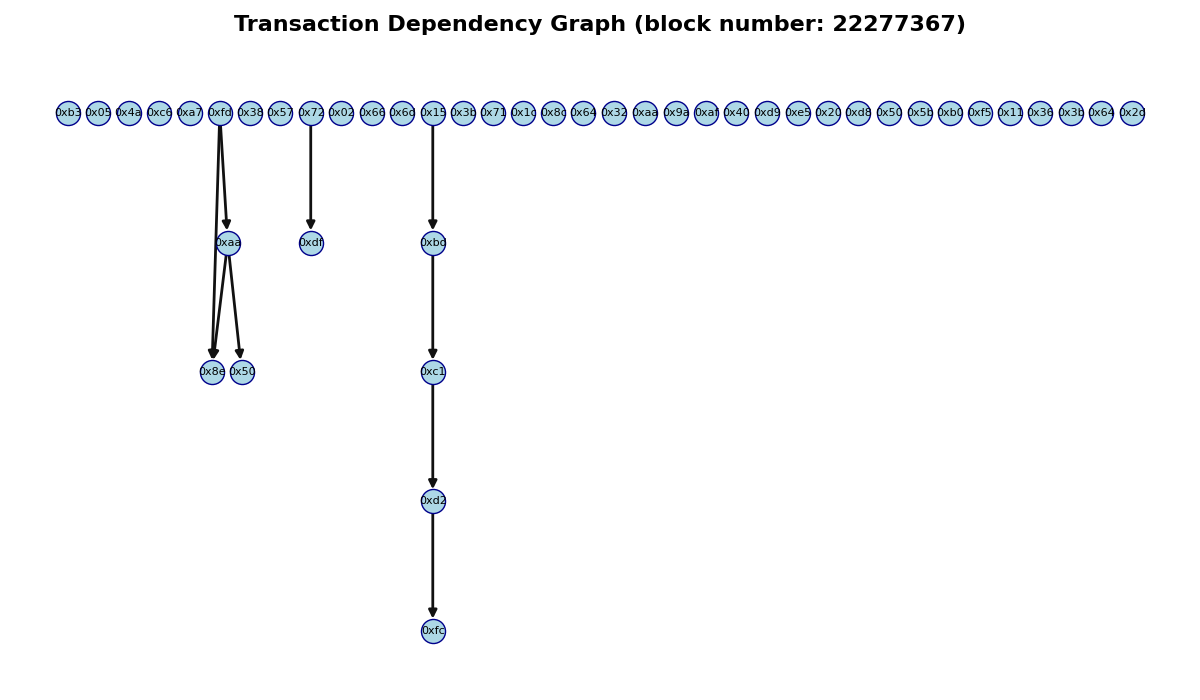 Transaction Dependency Graph (block number: 22277367)
0xb3 0x05 0x4a 0xc6 0xa7 0xfd 0x38 0x57 0x72 0x02 0x66 0x6c 0x15 0x3b 0x71 0x1c 0x8c 0x64 0x32 0xaa 0x9a 0xaf 0x40 0xd9 0xe5 0x20 0xd8 0x50 0x5b 0xb0 0xf5 0x11 0x36 0x3b 0x64 0x2c
0xaa 0xdf 0xbc
0x8e 0x50 0xc1
0xd2
0xfc